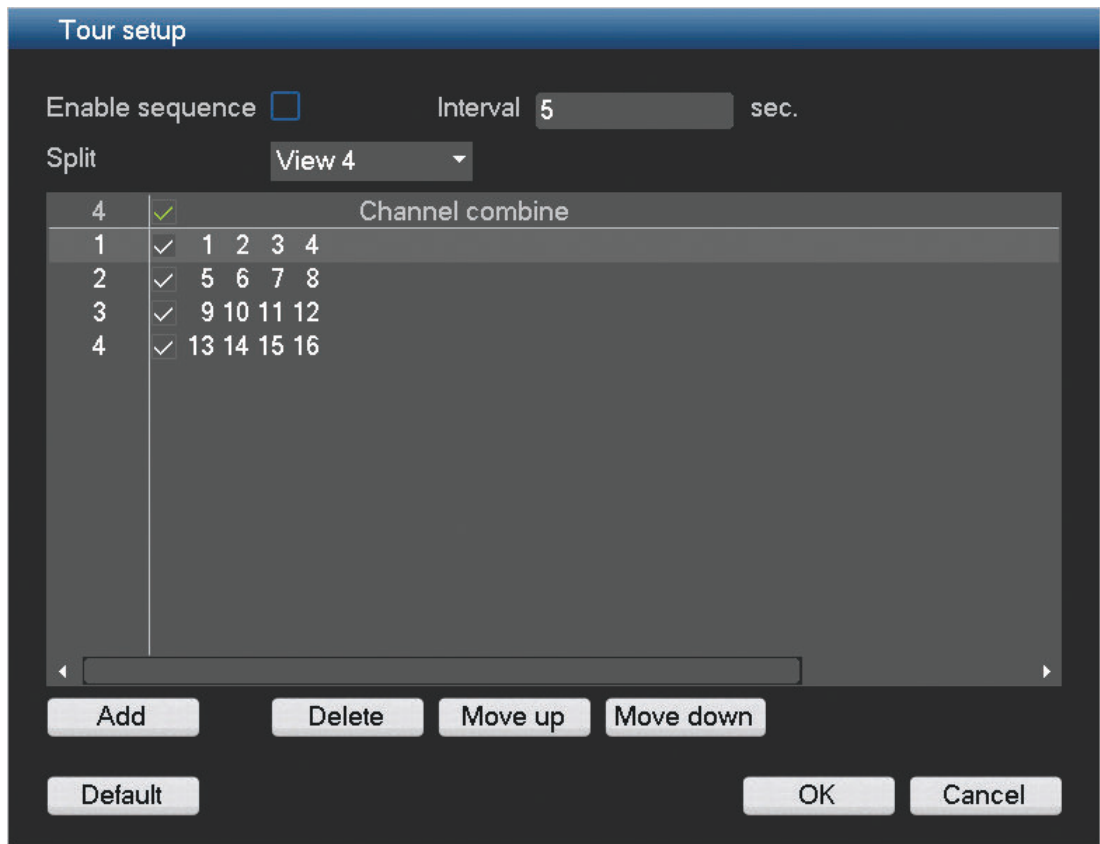 Tour setup
Enable sequence Interval 5 sec.
Split View 4
4 Channel combine
1 1 2 3 4
2 5 6 7 8
3 9 10 11 12
4 13 14 15 16
Add Delete Move up Move down
Default OK Cancel